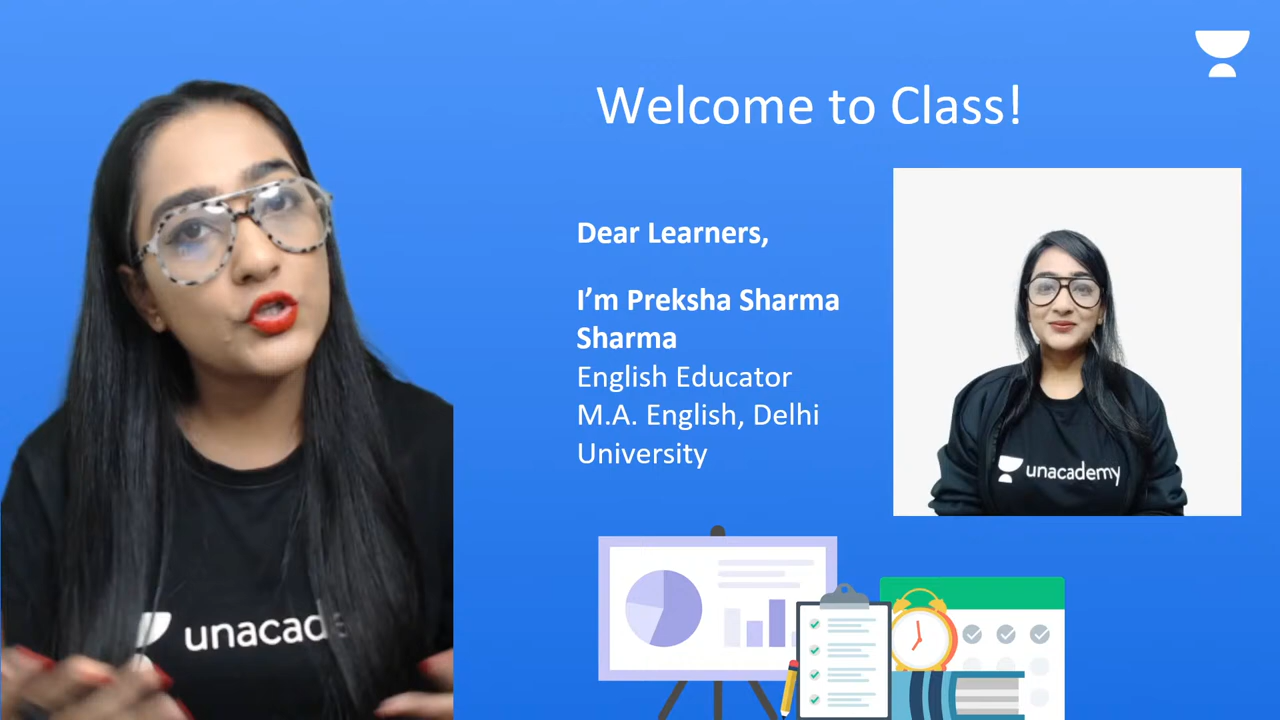 Welcome to Class!
Dear Learners,
I’m Preksha Sharma
Sharma
English Educator
M.A. English, Delhi
University
unacademy
unacad